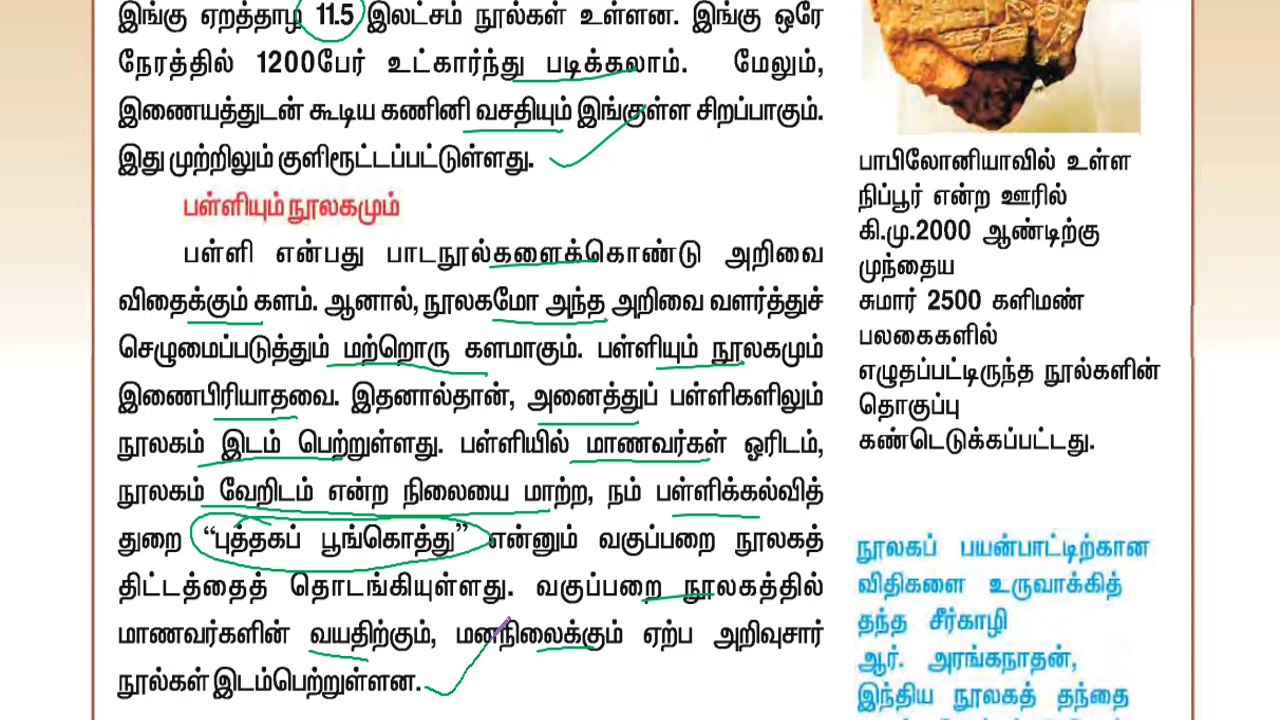 இங்கு ஏறத்தாழ 11.5 இலட்சம் நூல்கள் உள்ளன. இங்கு ஒரே
நேரத்தில் 1200பேர் உட்கார்ந்து படிக்கலாம். மேலும்,
இணையத்துடன் கூடிய கணினி வசதியும் இங்குள்ள சிறப்பாகும்.
இது முற்றிலும் குளிரூட்டப்பட்டுள்ளது.
பள்ளியும் நூலகமும்
பள்ளி என்பது பாடநூல்களைக்கொண்டு அறிவை
விதைக்கும் களம். ஆனால், நூலகமோ அந்த அறிவை வளர்த்துச்
செழுமைப்படுத்தும் மற்றொரு களமாகும். பள்ளியும் நூலகமும்
இணைபிரியாதவை. இதனால்தான், அனைத்துப் பள்ளிகளிலும்
நூலகம் இடம் பெற்றுள்ளது. பள்ளியில் மாணவர்கள் ஓரிடம்,
நூலகம் வேறிடம் என்ற நிலையை மாற்ற, நம் பள்ளிக்கல்வித்
துறை “புத்தகப் பூங்கொத்து” என்னும் வகுப்பறை நூலகத்
திட்டத்தைத் தொடங்கியுள்ளது. வகுப்பறை நூலகத்தில்
மாணவர்களின் வயதிற்கும், மனநிலைக்கும் ஏற்ப அறிவுசார்
நூல்கள் இடம்பெற்றுள்ளன.
பாபிலோனியாவில் உள்ள
நிப்பூர் என்ற ஊரில்
கி.மு.2000 ஆண்டிற்கு
முந்தைய
சுமார் 2500 களிமண்
பலகைகளில்
எழுதப்பட்டிருந்த நூல்களின்
தொகுப்பு
கண்டெடுக்கப்பட்டது.
நூலகப் பயன்பாட்டிற்கான
விதிகளை உருவாக்கித்
தந்த சீர்காழி
ஆர். அரங்கநாதன்,
இந்திய நூலகத் தந்தை